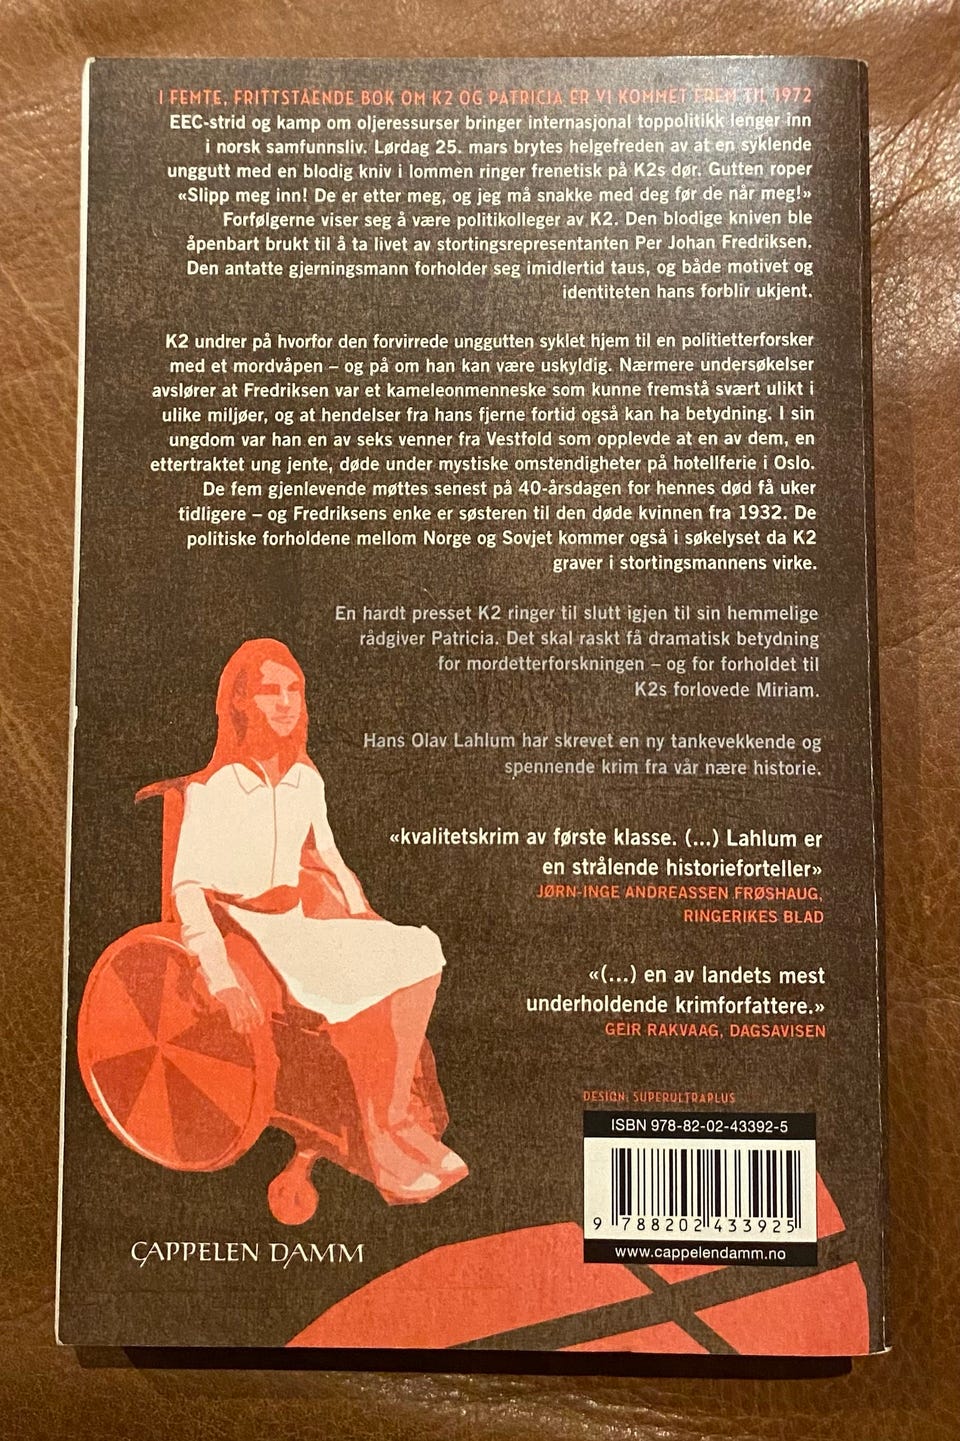 I FEMTE, FRITTSTÅENDE BOK OM K2 OG PATRICIA ER VI KOMMET FREM TIL 1972
EEC-strid og kamp om oljeressurser bringer internasjonal toppolitikk lenger inn
i norsk samfunnsliv. Lørdag 25. mars brytes helgefreden av at en syklende
unggutt med en blodig kniv i lommen ringer frenetisk på K2s dør. Gutten roper
«Slipp meg inn! De er etter meg, og jeg må snakke med deg før de når meg!»
Forfølgerne viser seg å være politikolleger av K2. Den blodige kniven ble
åpenbart brukt til å ta livet av stortingsrepresentanten Per Johan Fredriksen.
Den antatte gjerningsmann forholder seg imidlertid taus, og både motivet og
identiteten hans forblir ukjent.
K2 undrer på hvorfor den forvirrede unggutten syklet hjem til en politietterforsker
med et mordvåpen – og på om han kan være uskyldig. Nærmere undersøkelser
avslører at Fredriksen var et kameleonmenneske som kunne fremstå svært ulikt i
ulike miljøer, og at hendelser fra hans fjerne fortid også kan ha betydning. I sin
ungdom var han en av seks venner fra Vestfold som opplevde at en av dem, en
ettertraktet ung jente, døde under mystiske omstendigheter på hotellferie i Oslo.
De fem gjenlevende møttes senest på 40-årsdagen for hennes død få uker
tidligere – og Fredriksens enke er søsteren til den døde kvinnen fra 1932. De
politiske forholdene mellom Norge og Sovjet kommer også i søkelyset da K2
graver i stortingsmannens virke.
En hardt presset K2 ringer til slutt igjen til sin hemmelige
rådgiver Patricia. Det skal raskt få dramatisk betydning
for mordetterforskningen – og for forholdet til
K2s forlovede Miriam.
Hans Olav Lahlum har skrevet en ny tankevekkende og
spennende krim fra vår nære historie.
«kvalitetskrim av første klasse. (...) Lahlum er
en strålende historieforteller»
JØRN-INGE ANDREASSEN FRØSHAUG,
RINGERIKES BLAD
«(...) en av landets mest
underholdende krimforfattere.»
GEIR RAKVAAG, DAGSAVISEN
DESIGN: SUPERULTRAPLUS
ISBN 978-82-02-43392-5
9 788202 433925
www.cappelendamm.no
CAPPELEN DAMM